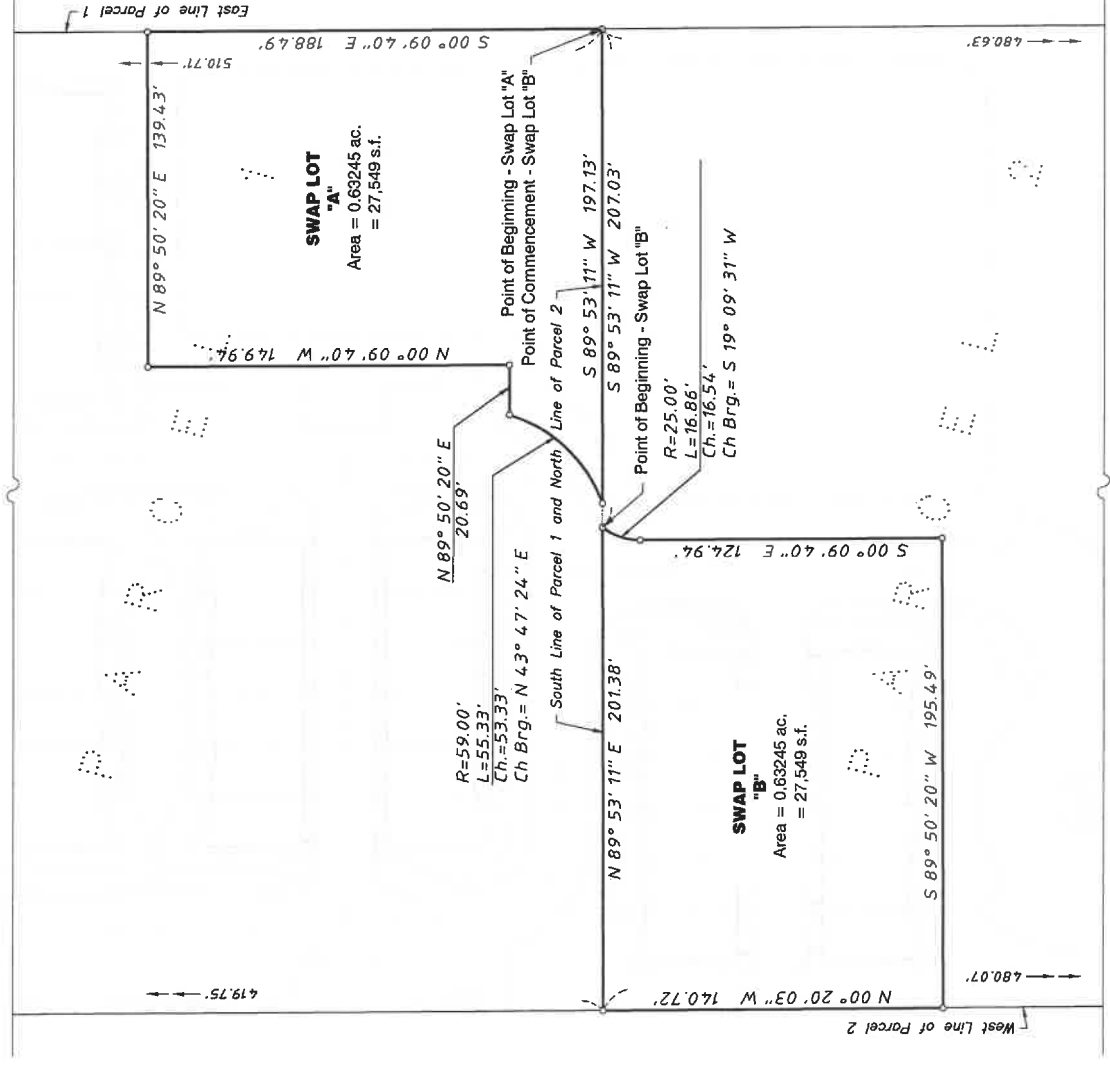 East Line of Parcel 1
510.71'
N 89° 50' 20" E 139.43'
S 00° 09' 40" E 188.49'
SWAP LOT
"A"
Area = 0.63245 ac.
= 27,549 s.f.
N 00° 09' 40" W 149.94'
P A R C E L 1
N 89° 50' 20" E
20.69'
R=59.00'
L=55.33'
Ch.=53.33'
Ch Brg.= N 43° 47' 24" E
Point of Beginning - Swap Lot "A"
Point of Commencement - Swap Lot "B"
South Line of Parcel 1 and North Line of Parcel 2
S 89° 53' 11" W 197.13'
S 89° 53' 11" W 207.03'
Point of Beginning - Swap Lot "B"
R=25.00'
L=16.86'
Ch.=16.54'
Ch Brg.= S 19° 09' 31" W
480.63'
419.75'
N 89° 53' 11" E 201.38'
SWAP LOT
"B"
Area = 0.63245 ac.
= 27,549 s.f.
S 00° 09' 40" E 124.94'
S 89° 50' 20" W 195.49'
N 00° 20' 03" W 140.72'
P A R C E L 2
480.07'
West Line of Parcel 2